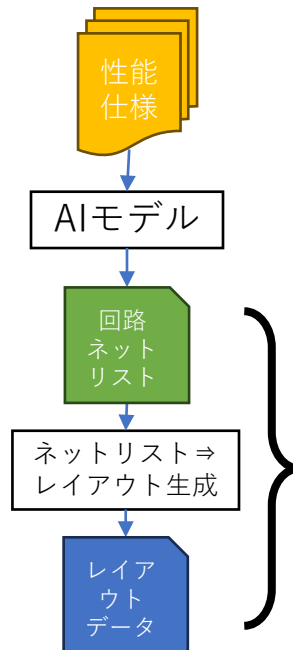 性能
仕様
AIモデル
回路
ネット
リスト
ネットリスト⇒
レイアウト生成
レイア
ウト
データ